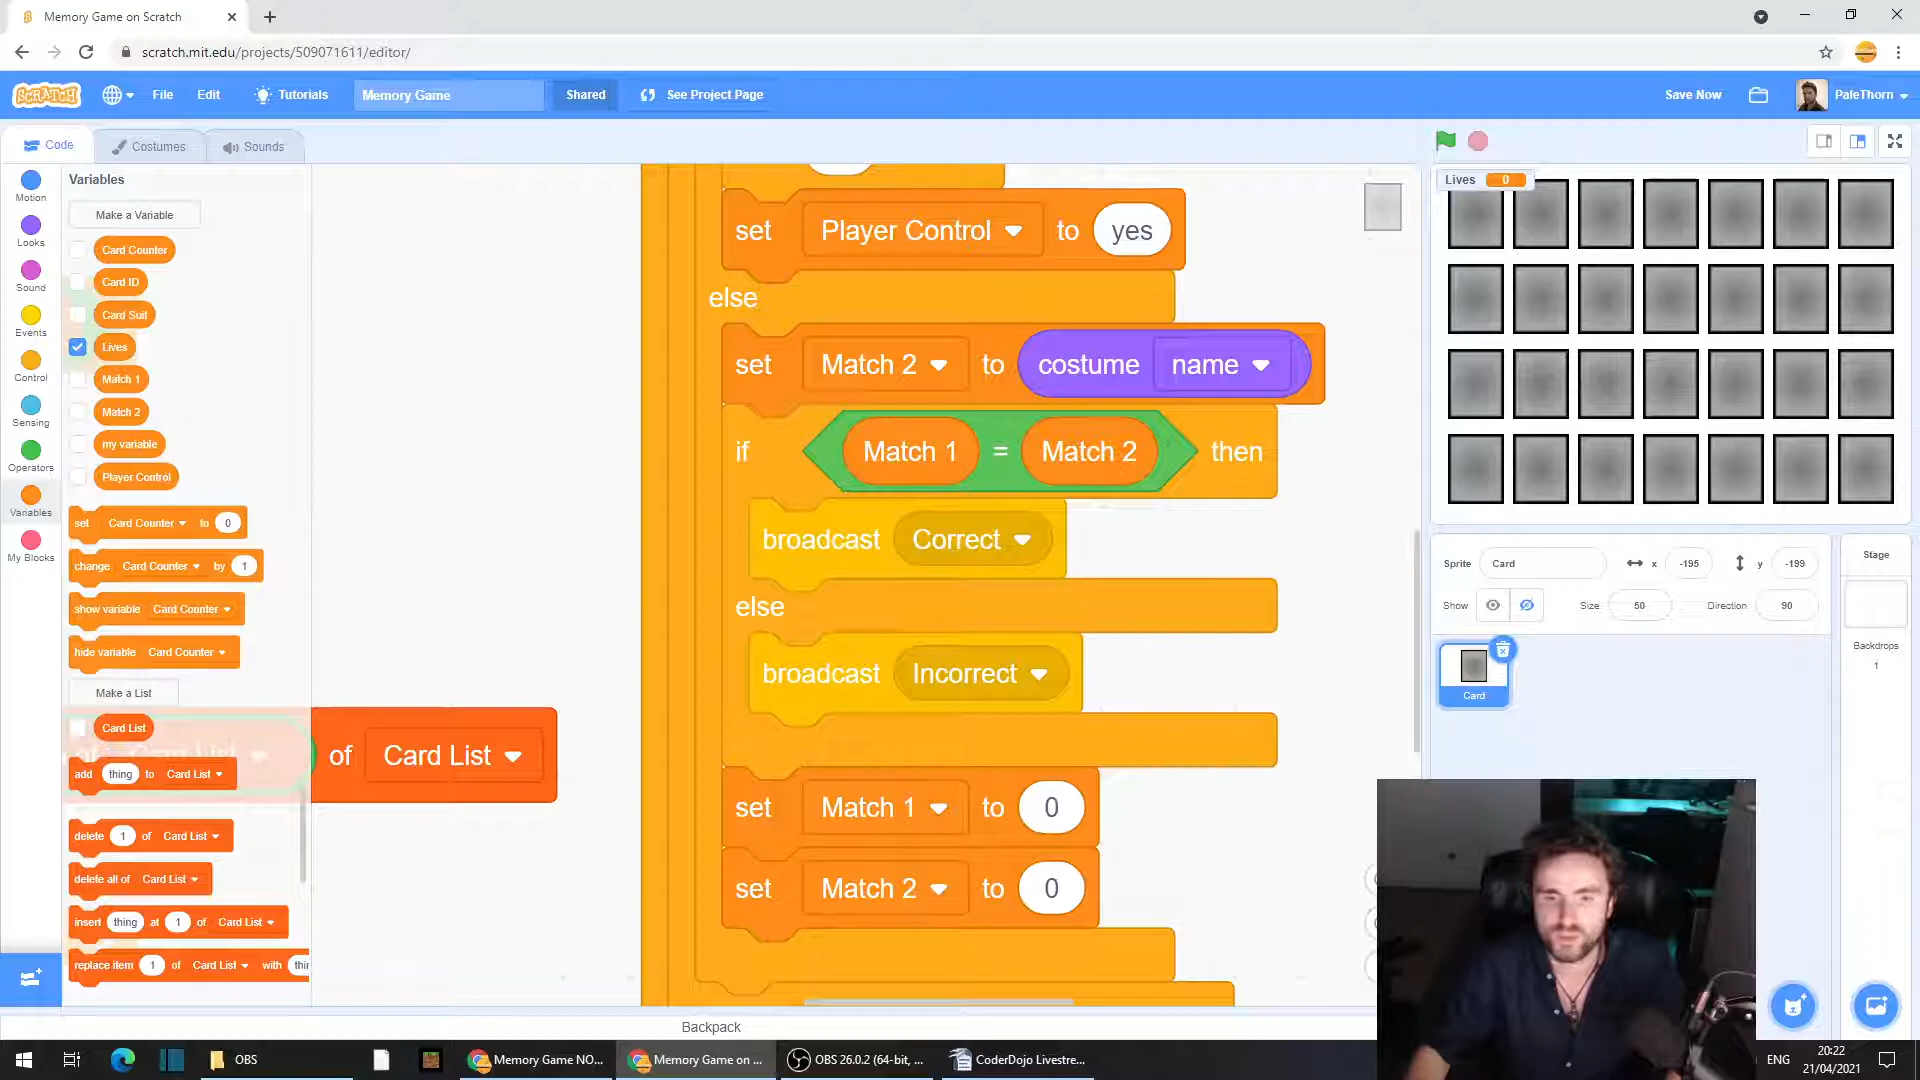 Memory Game on Scratch
scratch.mit.edu/projects/509071611/editor/
SCRATCH
File
Edit
Tutorials
Memory Game
Shared
See Project Page
Save Now
PaleThorn
Code
Costumes
Sounds
Motion
Looks
Sound
Events
Control
Sensing
Operators
Variables
My Blocks
Variables
Make a Variable
Card Counter
Card ID
Card Suit
Lives
Match 1
Match 2
my variable
Player Control
set Card Counter to 0
change Card Counter by 1
show variable Card Counter
hide variable Card Counter
Make a List
Card List
add thing to Card List
delete 1 of Card List
delete all of Card List
insert thing at 1 of Card List
replace item 1 of Card List with
of Card List
set Player Control to yes
else
set Match 2 to costume name
if Match 1 = Match 2 then
broadcast Correct
else
broadcast Incorrect
set Match 1 to 0
set Match 2 to 0
Lives 0
Sprite Card x -195 y -199
Show Size 50 Direction 90
Card
Stage
Backdrops
1
Backpack
OBS
Memory Game NO...
Memory Game on ...
OBS 26.0.2 (64-bit, ...
CoderDojo Livestre...
ENG
20:22
21/04/2021